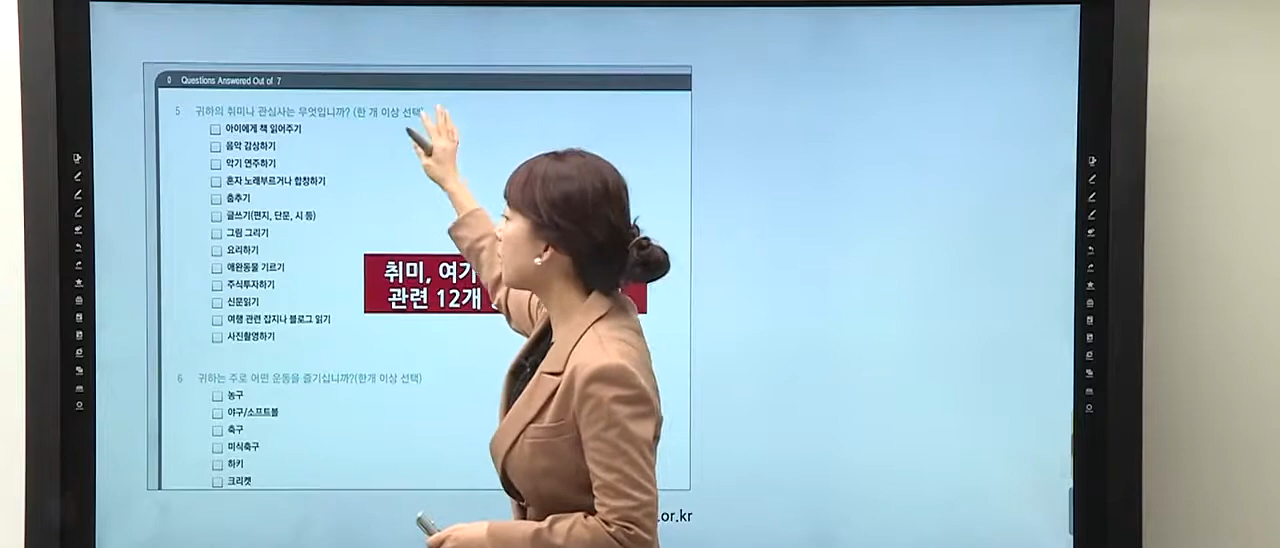 0 Questions Answered Out of 7
5 귀하의 취미나 관심사는 무엇입니까? (한 개 이상 선택)
아이에게 책 읽어주기
음악 감상하기
악기 연주하기
혼자 노래부르거나 합창하기
춤추기
글쓰기(편지, 단문, 시 등)
그림 그리기
요리하기
애완동물 기르기
주식투자하기
신문읽기
여행 관련 잡지나 블로그 읽기
사진촬영하기
취미, 여가
관련 12개
6 귀하는 주로 어떤 운동을 즐기십니까?(한개 이상 선택)
농구
야구/소프트볼
축구
미식축구
하키
크리켓
.or.kr